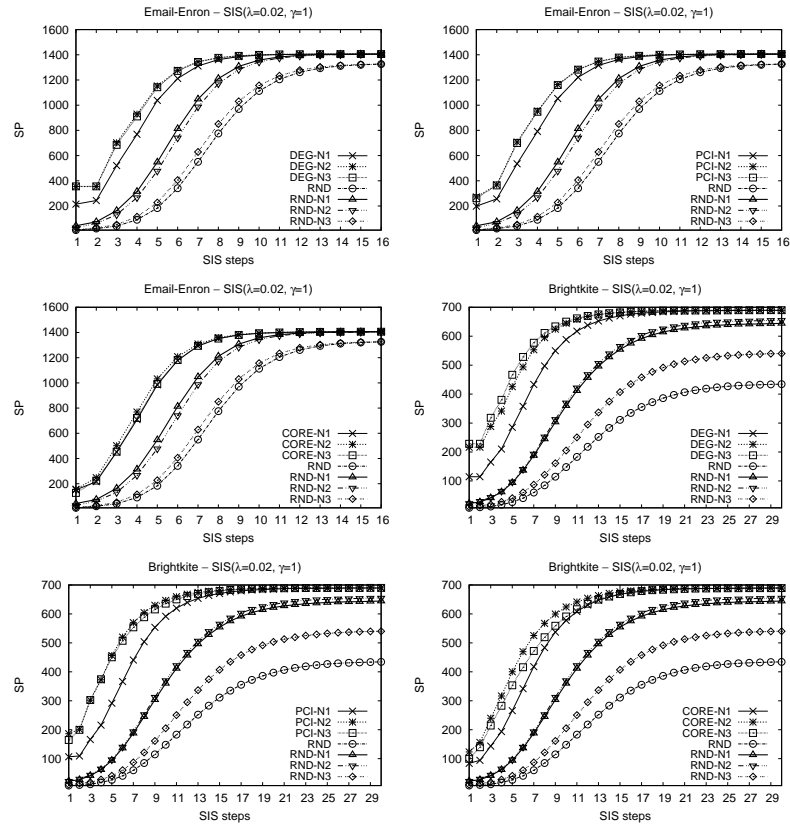 Email-Enron – SIS(λ=0.02, γ=1)
1600
1400
1200
1000
800
600
400
200
SP
DEG-N1
DEG-N2
DEG-N3
RND
RND-N1
RND-N2
RND-N3
1 2 3 4 5 6 7 8 9 10 11 12 13 14 15 16
SIS steps
Email-Enron – SIS(λ=0.02, γ=1)
1600
1400
1200
1000
800
600
400
200
SP
PCI-N1
PCI-N2
PCI-N3
RND
RND-N1
RND-N2
RND-N3
1 2 3 4 5 6 7 8 9 10 11 12 13 14 15 16
SIS steps
Email-Enron – SIS(λ=0.02, γ=1)
1600
1400
1200
1000
800
600
400
200
SP
CORE-N1
CORE-N2
CORE-N3
RND
RND-N1
RND-N2
RND-N3
1 2 3 4 5 6 7 8 9 10 11 12 13 14 15 16
SIS steps
Brightkite – SIS(λ=0.02, γ=1)
700
600
500
400
300
200
100
SP
DEG-N1
DEG-N2
DEG-N3
RND
RND-N1
RND-N2
RND-N3
1 3 5 7 9 11 13 15 17 19 21 23 25 27 29
SIS steps
Brightkite – SIS(λ=0.02, γ=1)
700
600
500
400
300
200
100
SP
PCI-N1
PCI-N2
PCI-N3
RND
RND-N1
RND-N2
RND-N3
1 3 5 7 9 11 13 15 17 19 21 23 25 27 29
SIS steps
Brightkite – SIS(λ=0.02, γ=1)
700
600
500
400
300
200
100
SP
CORE-N1
CORE-N2
CORE-N3
RND
RND-N1
RND-N2
RND-N3
1 3 5 7 9 11 13 15 17 19 21 23 25 27 29
SIS steps